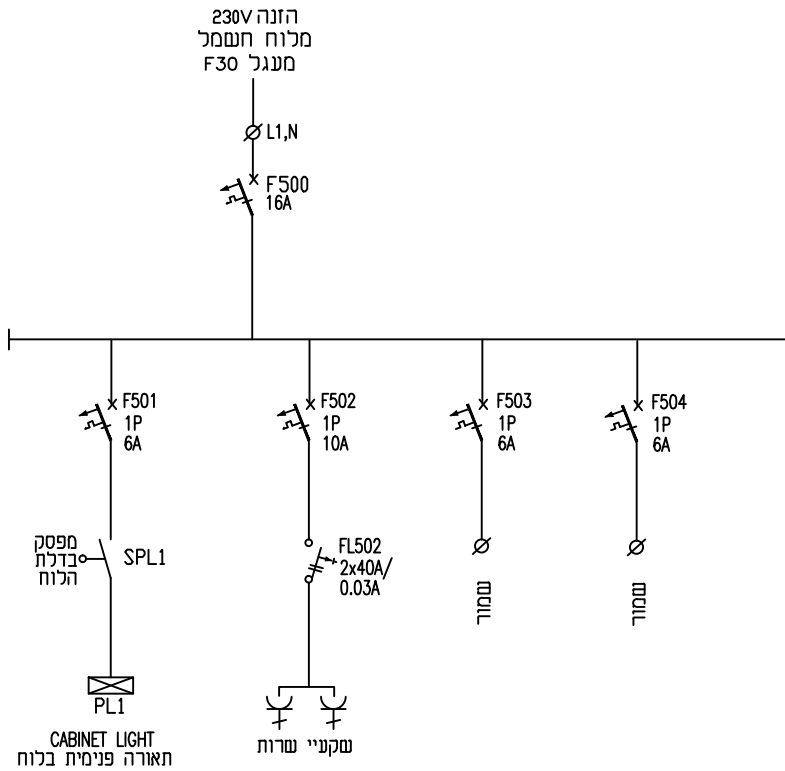 הזנה 230V
מלוח חשמל
מעגל F30
L1,N
F500
16A
F501
1P
6A
F502
1P
10A
F503
1P
6A
F504
1P
6A
מפסק
בדלת
הלוח
SPL1
FL502
2x40A/
0.03A
שמור
שמור
PL1
CABINET LIGHT
תאורה פנימית בלוח
שקעיי שרות